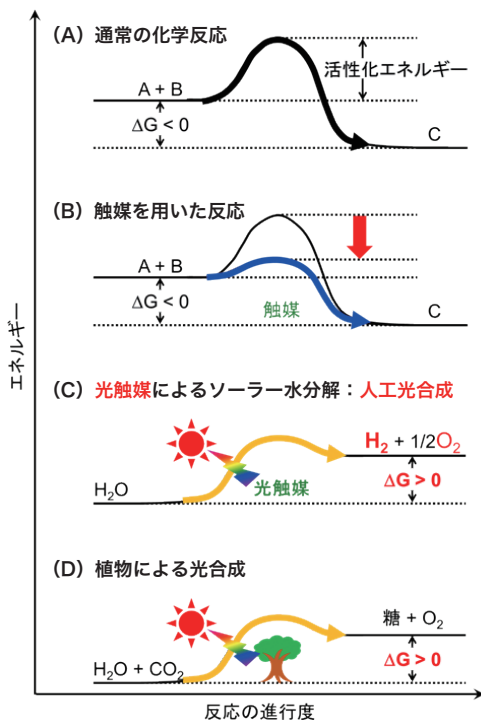 (A) 通常の化学反応
活性化エネルギー
A + B
ΔG < 0
C
(B) 触媒を用いた反応
A + B
ΔG < 0
触媒
C
エネルギー
(C) 光触媒によるソーラー水分解：人工光合成
H₂ + 1/2O₂
H₂O
光触媒
ΔG > 0
(D) 植物による光合成
糖 + O₂
H₂O + CO₂
ΔG > 0
反応の進行度